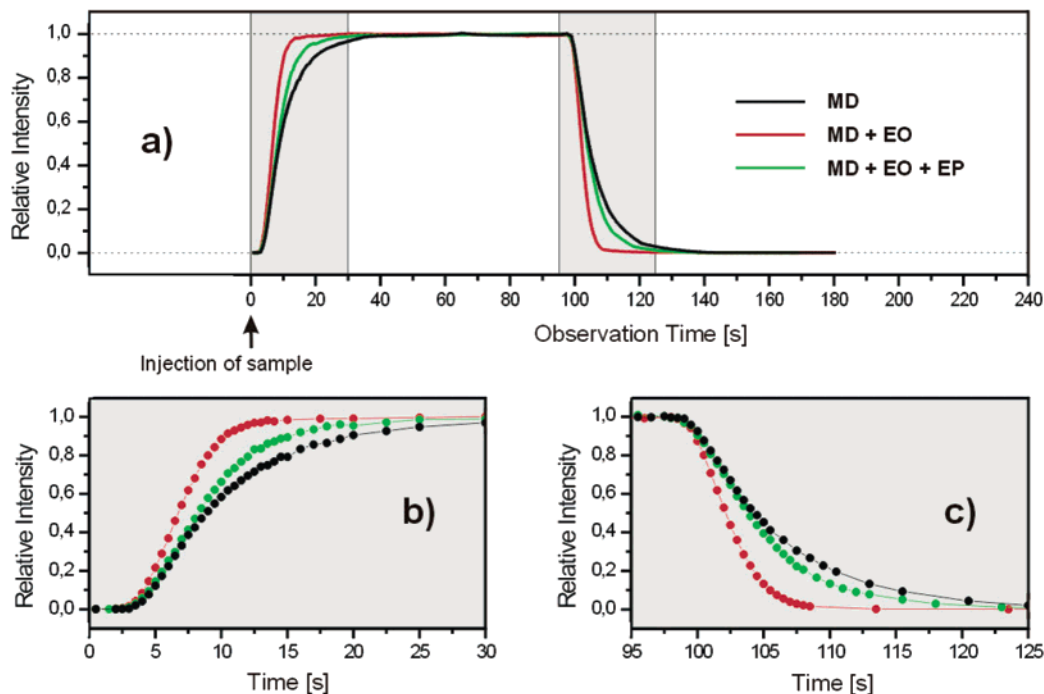 1,0
0,8
0,6
0,4
0,2
0,0
Relative Intensity
a)
MD
MD + EO
MD + EO + EP
0 20 40 60 80 100 120 140 160 180 200 220 240
Observation Time [s]
Injection of sample
1,0
0,8
0,6
0,4
0,2
0,0
Relative Intensity
b)
0 5 10 15 20 25 30
Time [s]
1,0
0,8
0,6
0,4
0,2
0,0
Relative Intensity
c)
95 100 105 110 115 120 125
Time [s]